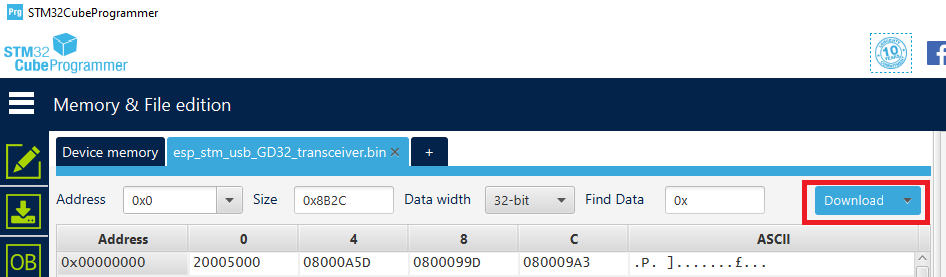 Prg STM32CubeProgrammer
STM32
CubeProgrammer
10
YEARS
Memory & File edition
Device memory esp_stm_usb_GD32_transceiver.bin × +
Address 0x0 Size 0x8B2C Data width 32-bit Find Data 0x Download
Address 0 4 8 C ASCII
0x00000000 20005000 08000A5D 0800099D 080009A3 .P. ].......£...
OB